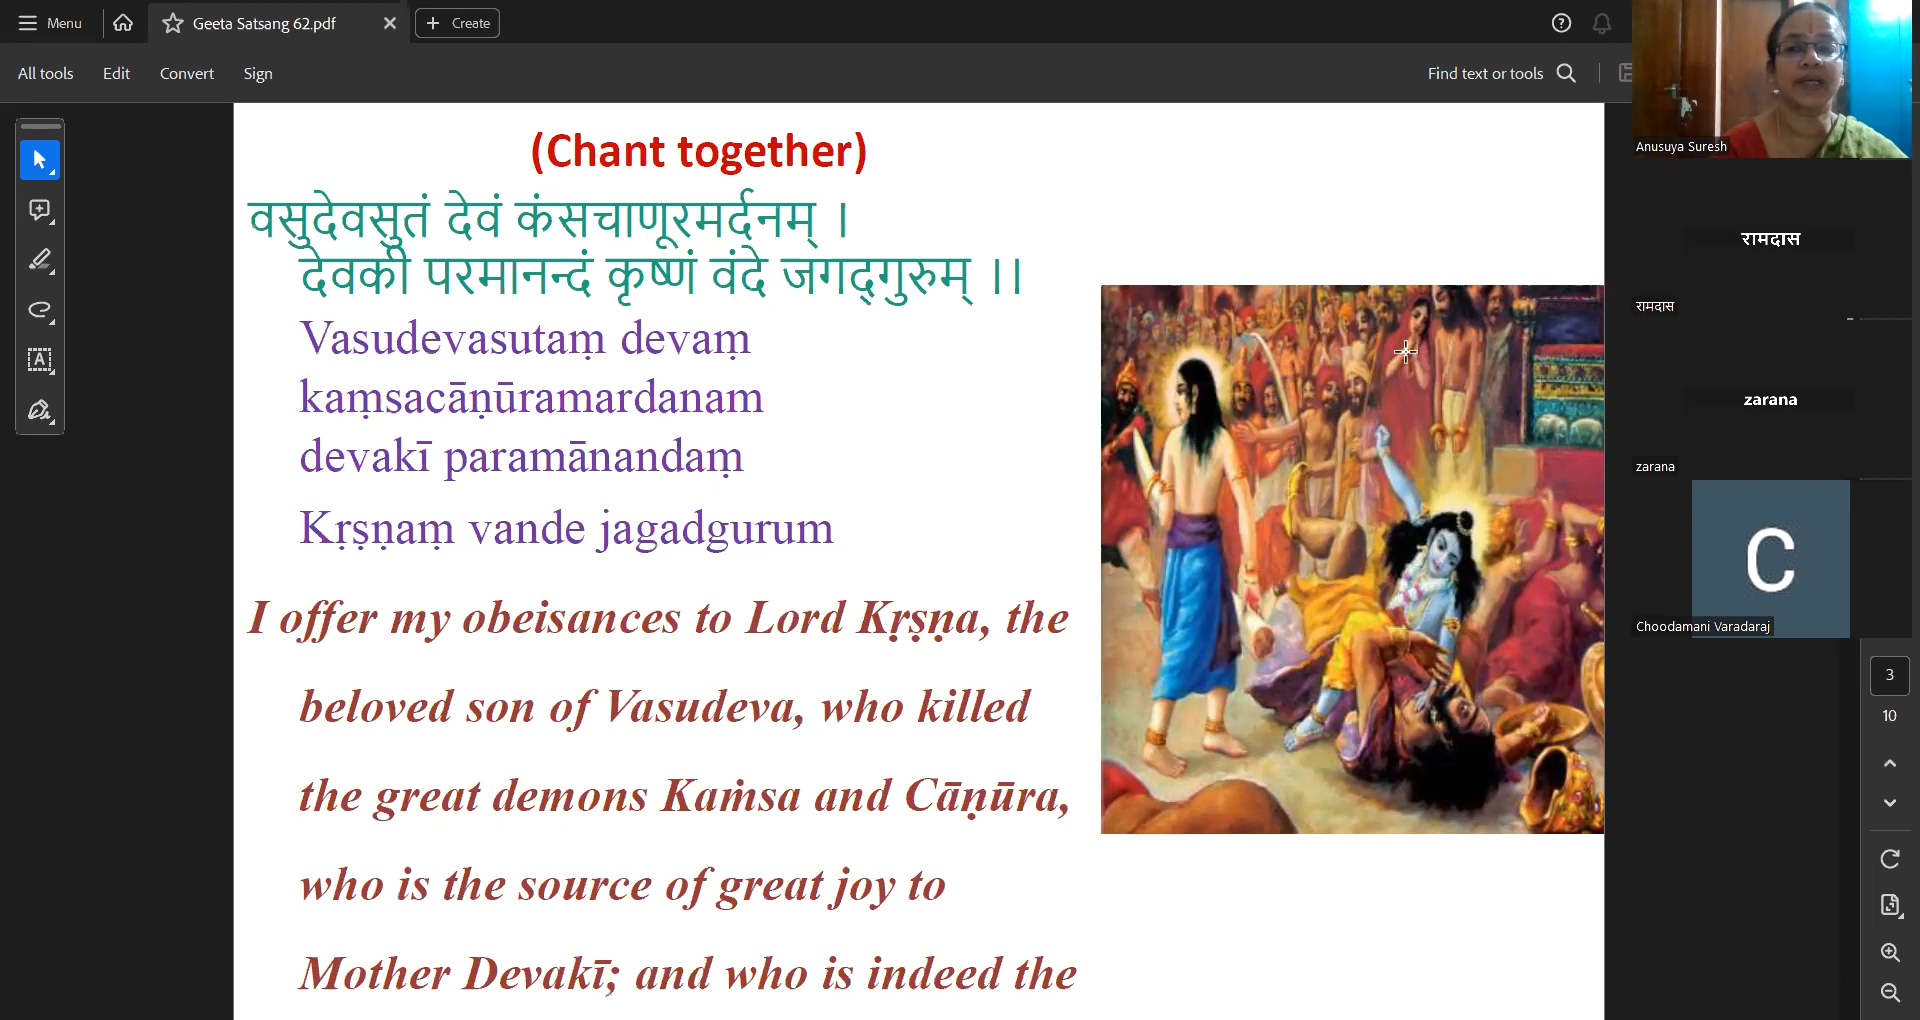 Menu
Geeta Satsang 62.pdf
Create
All tools
Edit
Convert
Sign
Find text or tools
(Chant together)
वसुदेवसुतं देवं कंसचाणूरमर्दनम् ।
देवकी परमानन्दं कृष्णं वंदे जगद्गुरुम् ।।
Vasudevasutaṃ devaṃ
kaṃsacāṇūramardanam
devakī paramānandaṃ
Kṛṣṇaṃ vande jagadgurum
I offer my obeisances to Lord Kṛṣṇa, the
beloved son of Vasudeva, who killed
the great demons Kaṁsa and Cāṇūra,
who is the source of great joy to
Mother Devakī; and who is indeed the
Anusuya Suresh
रामदास
रामदास
zarana
zarana
C
Choodamani Varadaraj
3
10